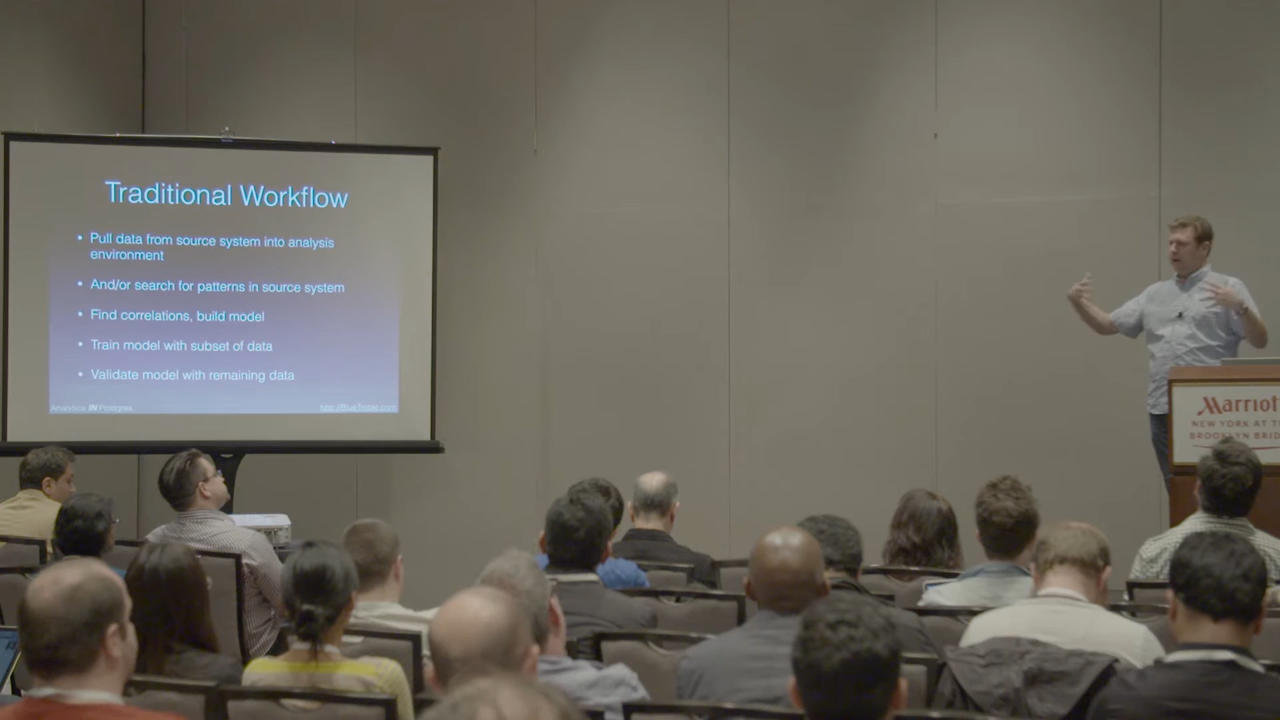 Traditional Workflow
• Pull data from source system into analysis
environment
• And/or search for patterns in source system
• Find correlations, build model
• Train model with subset of data
• Validate model with remaining data
Analytics IN Postgres
Marriott
NEW YORK AT T
BROOKLYN BRID